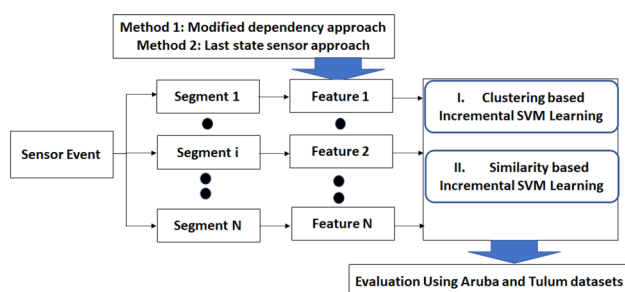 Method 1: Modified dependency approach
Method 2: Last state sensor approach
Segment 1
Feature 1
I. Clustering based
Incremental SVM Learning
Sensor Event
Segment i
Feature 2
II. Similarity based
Incremental SVM Learning
Segment N
Feature N
Evaluation Using Aruba and Tulum datasets